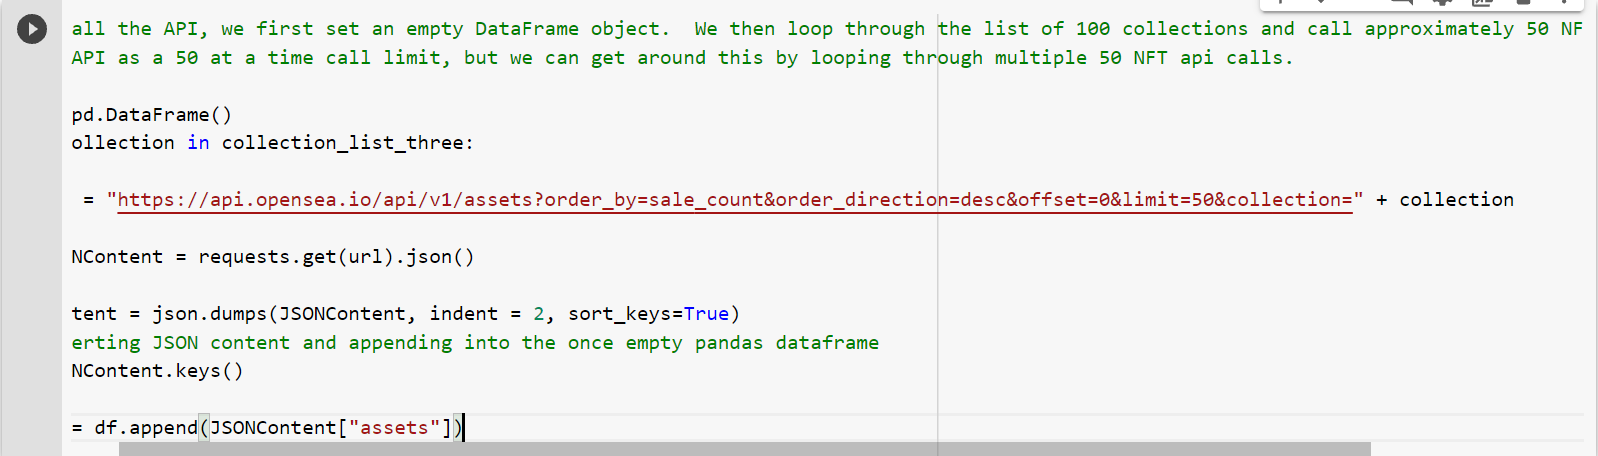 all the API, we first set an empty DataFrame object.  We then loop through the list of 100 collections and call approximately 50 NF
API as a 50 at a time call limit, but we can get around this by looping through multiple 50 NFT api calls.
pd.DataFrame()
ollection in collection_list_three:
= "https://api.opensea.io/api/v1/assets?order_by=sale_count&order_direction=desc&offset=0&limit=50&collection=" + collection
NContent = requests.get(url).json()
tent = json.dumps(JSONContent, indent = 2, sort_keys=True)
erting JSON content and appending into the once empty pandas dataframe
NContent.keys()
= df.append(JSONContent["assets"])